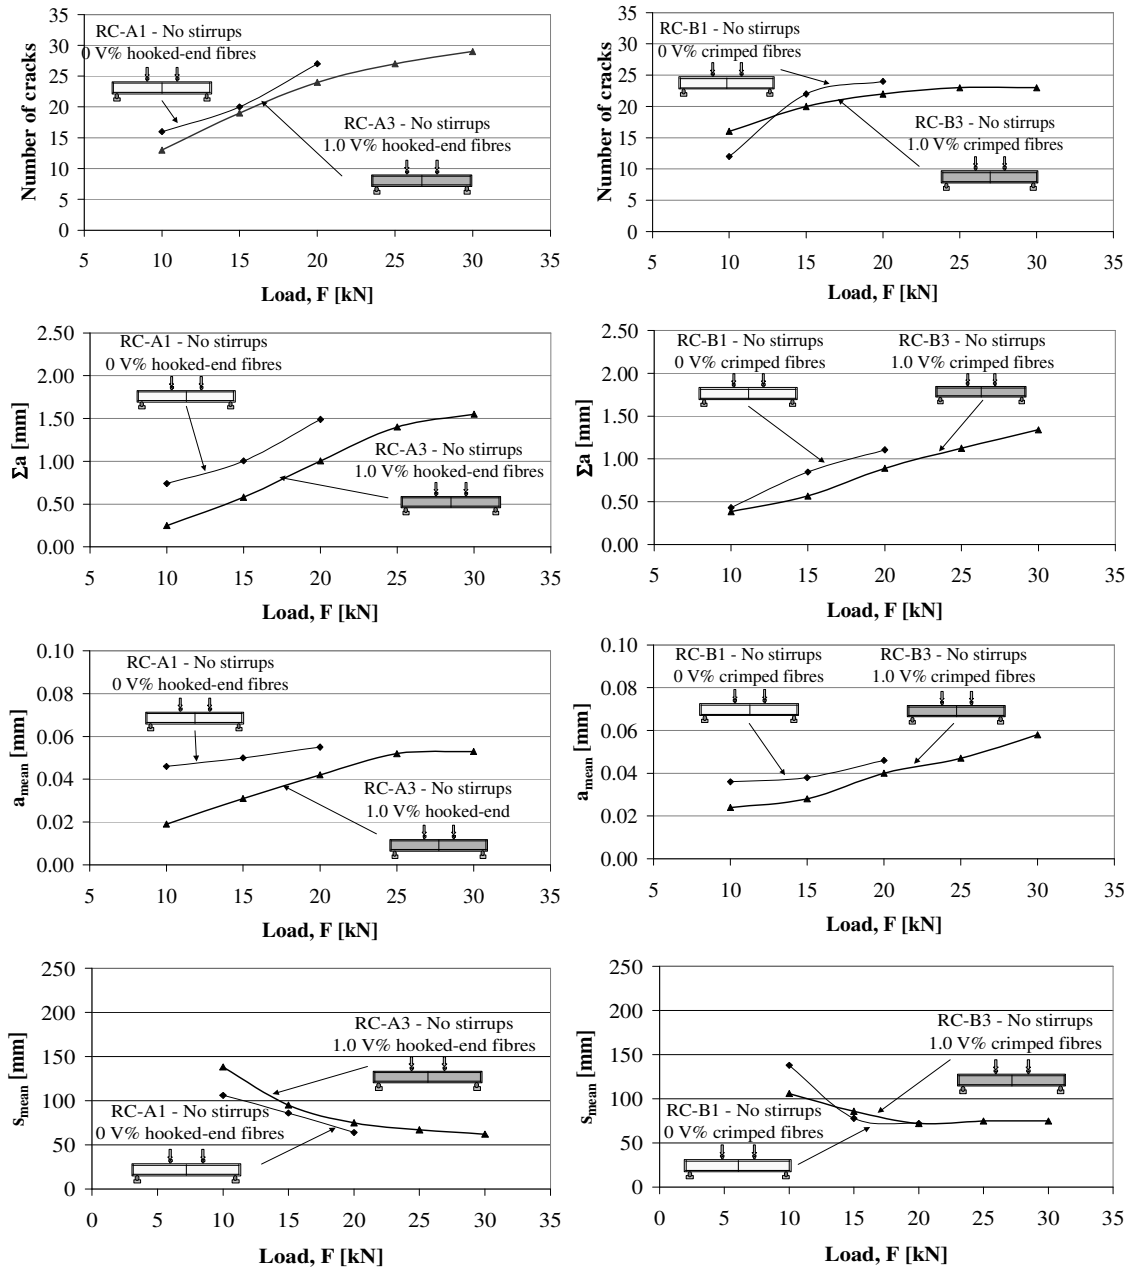 35
30
25
20
15
10
5
0
Number of cracks
RC-A1 - No stirrups
0 V% hooked-end fibres
RC-A3 - No stirrups
1.0 V% hooked-end fibres
5 10 15 20 25 30 35
Load, F [kN]
35
30
25
20
15
10
5
0
Number of cracks
RC-B1 - No stirrups
0 V% crimped fibres
RC-B3 - No stirrups
1.0 V% crimped fibres
5 10 15 20 25 30 35
Load, F [kN]
2.50
2.00
1.50
1.00
0.50
0.00
Σa [mm]
RC-A1 - No stirrups
0 V% hooked-end fibres
RC-A3 - No stirrups
1.0 V% hooked-end fibres
5 10 15 20 25 30 35
Load, F [kN]
2.50
2.00
1.50
1.00
0.50
0.00
Σa [mm]
RC-B1 - No stirrups
0 V% crimped fibres
RC-B3 - No stirrups
1.0 V% crimped fibres
5 10 15 20 25 30 35
Load, F [kN]
0.10
0.08
0.06
0.04
0.02
0.00
a_mean [mm]
RC-A1 - No stirrups
0 V% hooked-end fibres
RC-A3 - No stirrups
1.0 V% hooked-end
5 10 15 20 25 30 35
Load, F [kN]
0.10
0.08
0.06
0.04
0.02
0.00
a_mean [mm]
RC-B1 - No stirrups
0 V% crimped fibres
RC-B3 - No stirrups
1.0 V% crimped fibres
5 10 15 20 25 30 35
Load, F [kN]
250
200
150
100
50
0
s_mean [mm]
RC-A3 - No stirrups
1.0 V% hooked-end fibres
RC-A1 - No stirrups
0 V% hooked-end fibres
0 5 10 15 20 25 30 35
Load, F [kN]
250
200
150
100
50
0
s_mean [mm]
RC-B3 - No stirrups
1.0 V% crimped fibres
RC-B1 - No stirrups
0 V% crimped fibres
0 5 10 15 20 25 30 35
Load, F [kN]